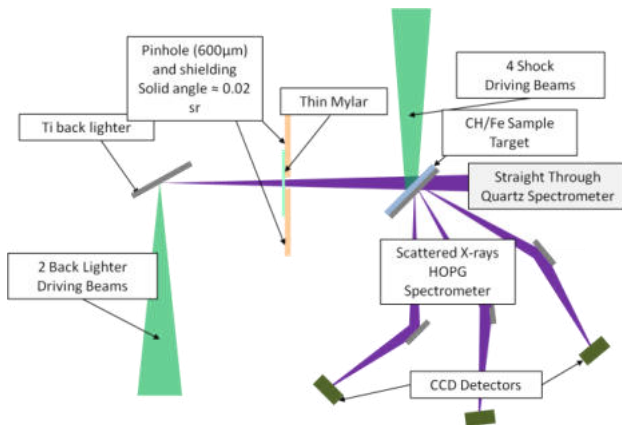 Pinhole (600μm)
and shielding
Solid angle ≈ 0.02
sr
4 Shock
Driving Beams
Thin Mylar
CH/Fe Sample
Target
Ti back lighter
Straight Through
Quartz Spectrometer
Scattered X-rays
HOPG
Spectrometer
2 Back Lighter
Driving Beams
CCD Detectors